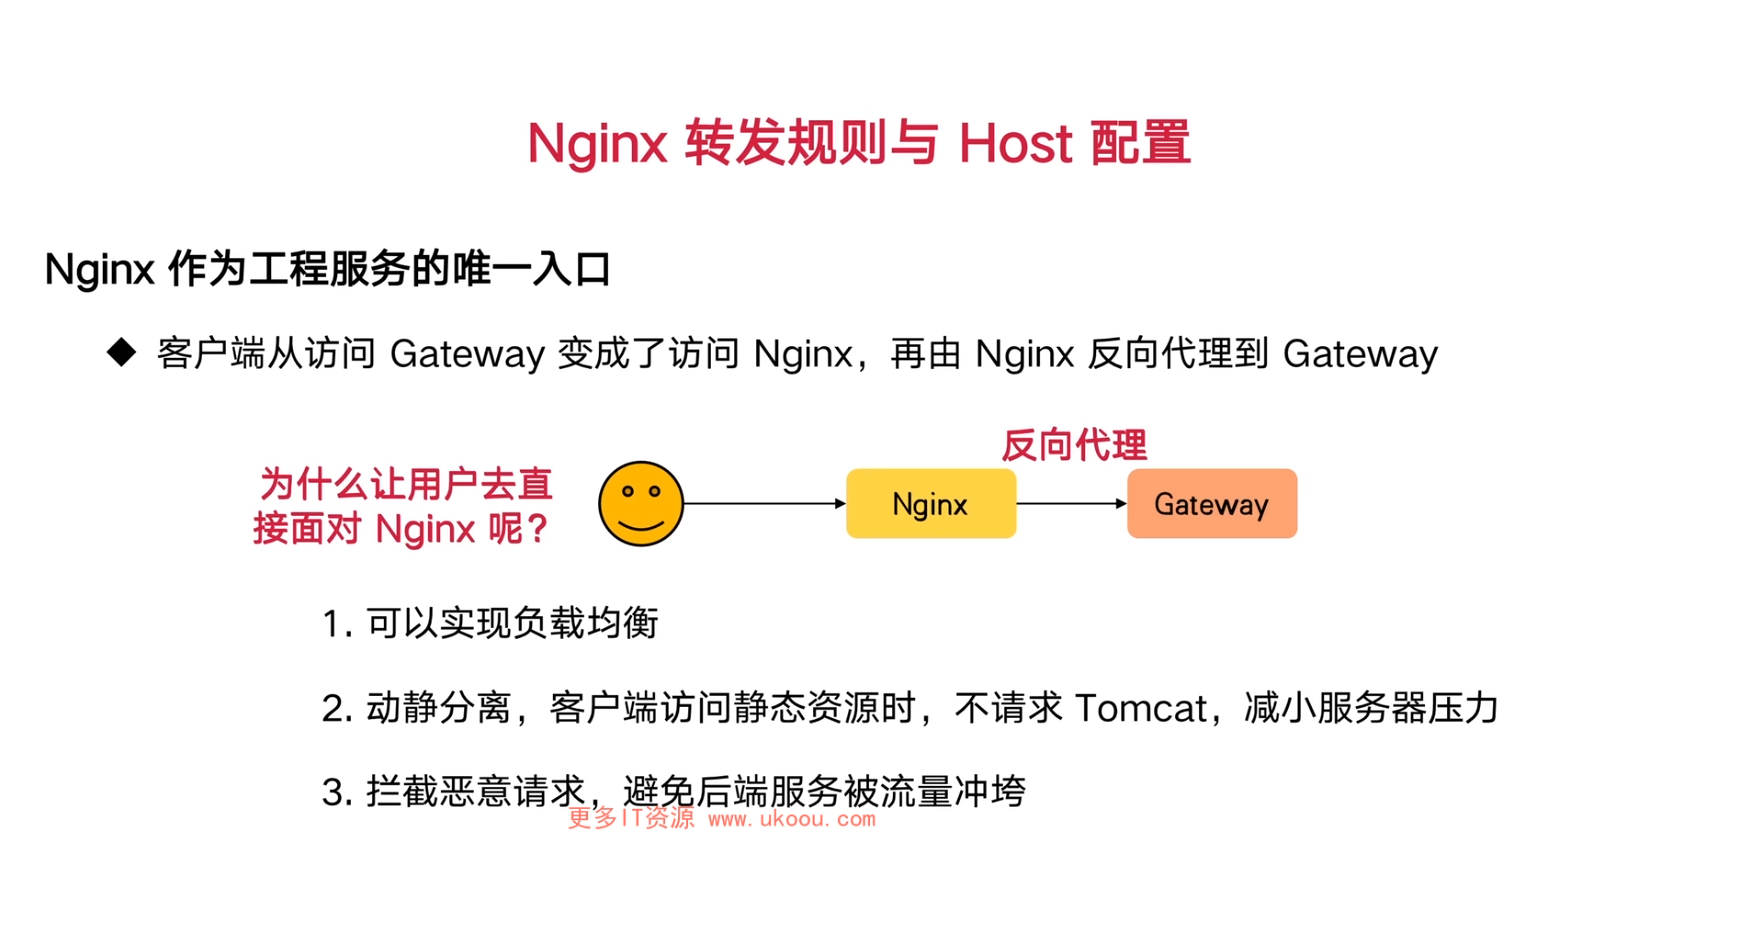 Nginx 转发规则与 Host 配置
Nginx 作为工程服务的唯一入口
◆ 客户端从访问 Gateway 变成了访问 Nginx，再由 Nginx 反向代理到 Gateway
反向代理
为什么让用户去直
接面对 Nginx 呢？
Nginx
Gateway
1. 可以实现负载均衡
2. 动静分离，客户端访问静态资源时，不请求 Tomcat，减小服务器压力
3. 拦截恶意请求，避免后端服务被流量冲垮
更多IT资源 www.ukoou.com